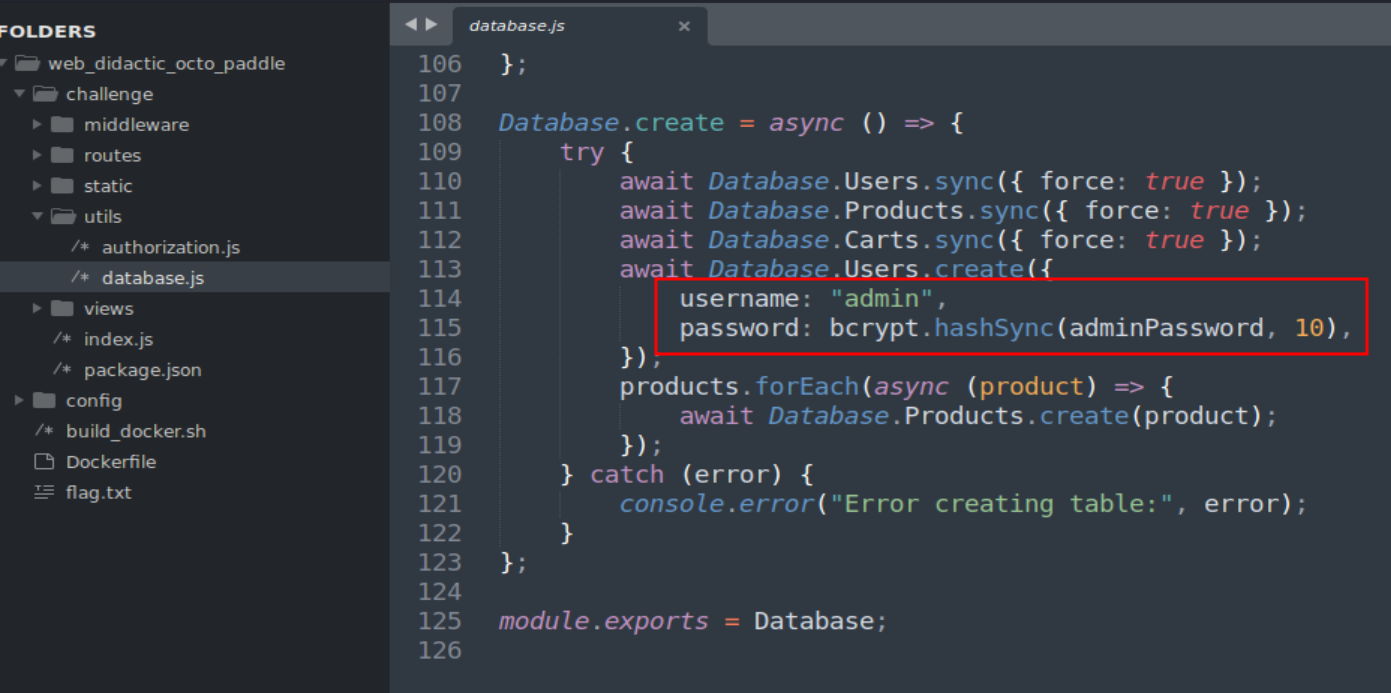 FOLDERS
web_didactic_octo_paddle
challenge
middleware
routes
static
utils
/* authorization.js
/* database.js
views
/* index.js
/* package.json
config
/* build_docker.sh
Dockerfile
flag.txt
database.js ×
106 };
107
108 Database.create = async () => {
109     try {
110         await Database.Users.sync({ force: true });
111         await Database.Products.sync({ force: true });
112         await Database.Carts.sync({ force: true });
113         await Database.Users.create({
114             username: "admin",
115             password: bcrypt.hashSync(adminPassword, 10),
116         });
117         products.forEach(async (product) => {
118             await Database.Products.create(product);
119         });
120     } catch (error) {
121         console.error("Error creating table:", error);
122     }
123 };
124
125 module.exports = Database;
126